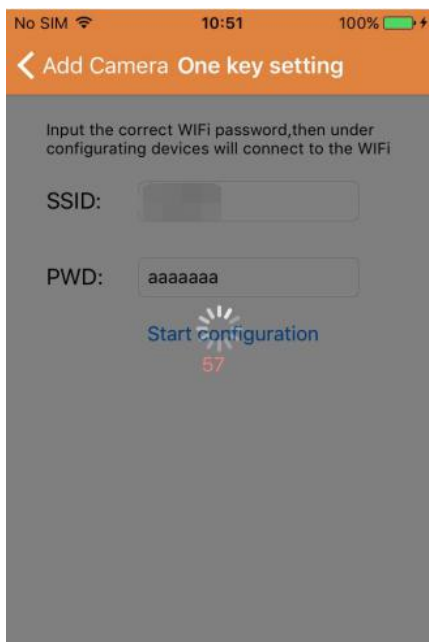 No SIM 10:51 100%
Add Camera One key setting
Input the correct WIFi password,then under
configurating devices will connect to the WIFi
SSID:
PWD: aaaaaaa
Start configuration
57